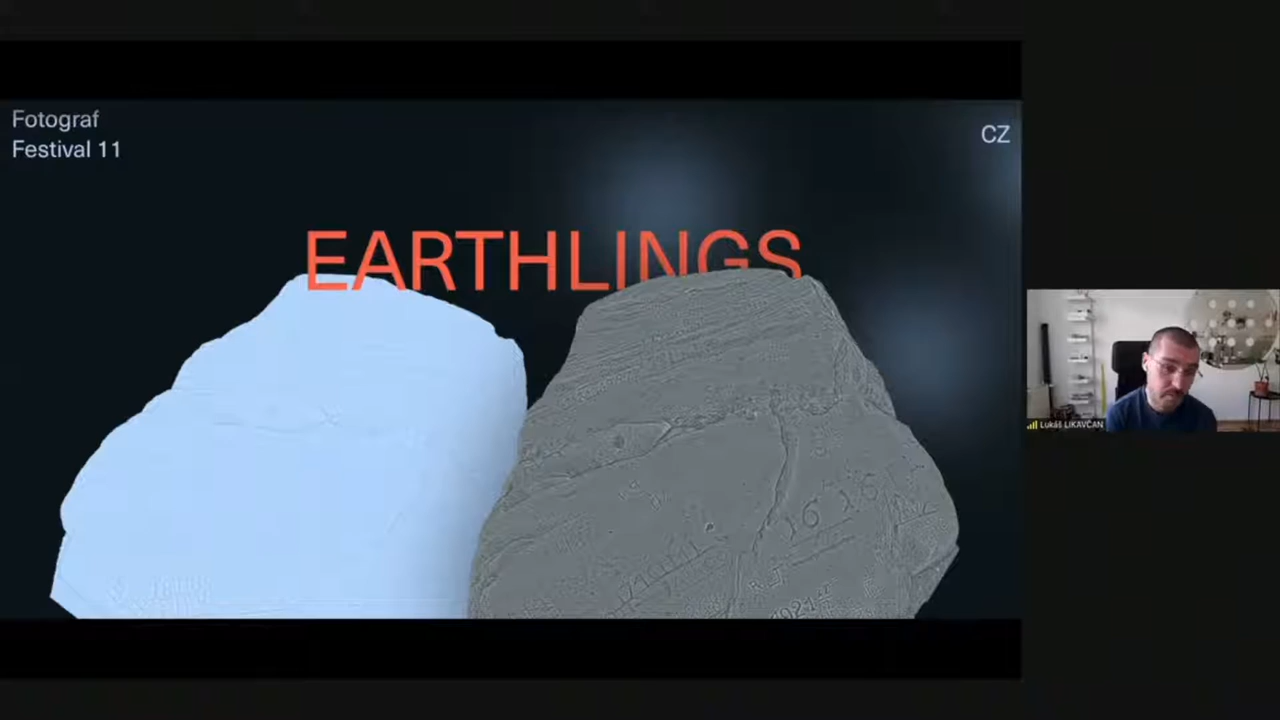 Fotograf
Festival 11
CZ
EARTHLINGS
Lukáš LIKAVČAN